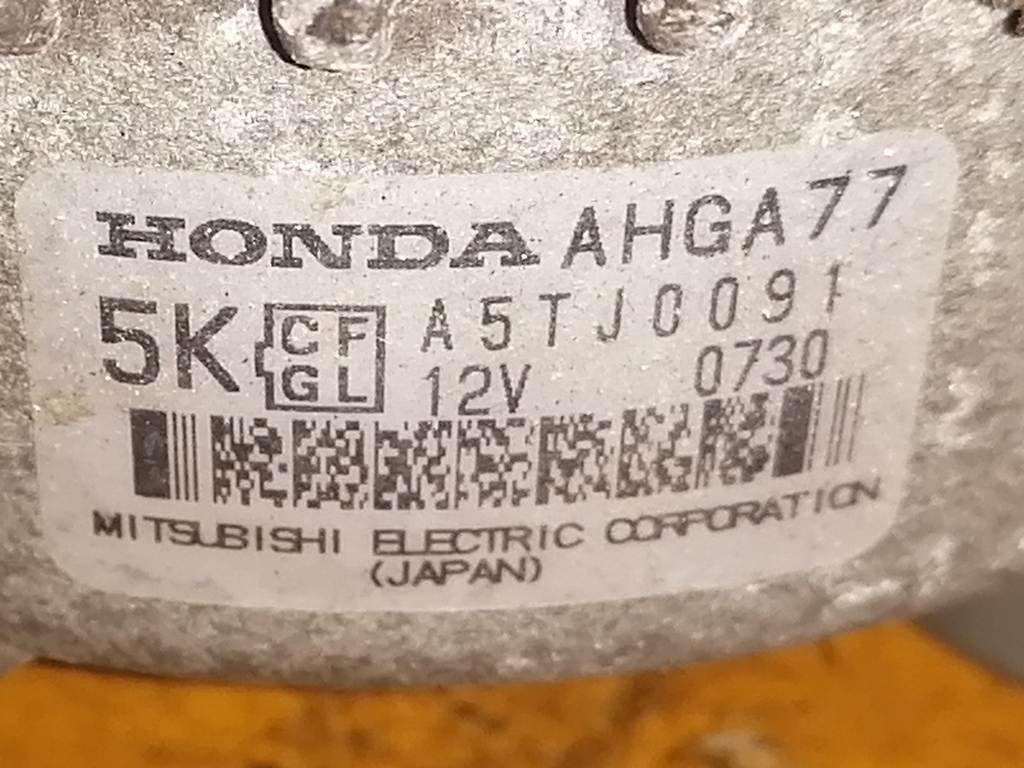 HONDA AHGA77
5K CF GL A5TJ0091
12V 0730
MITSUBISHI ELECTRIC CORPORATION
(JAPAN)